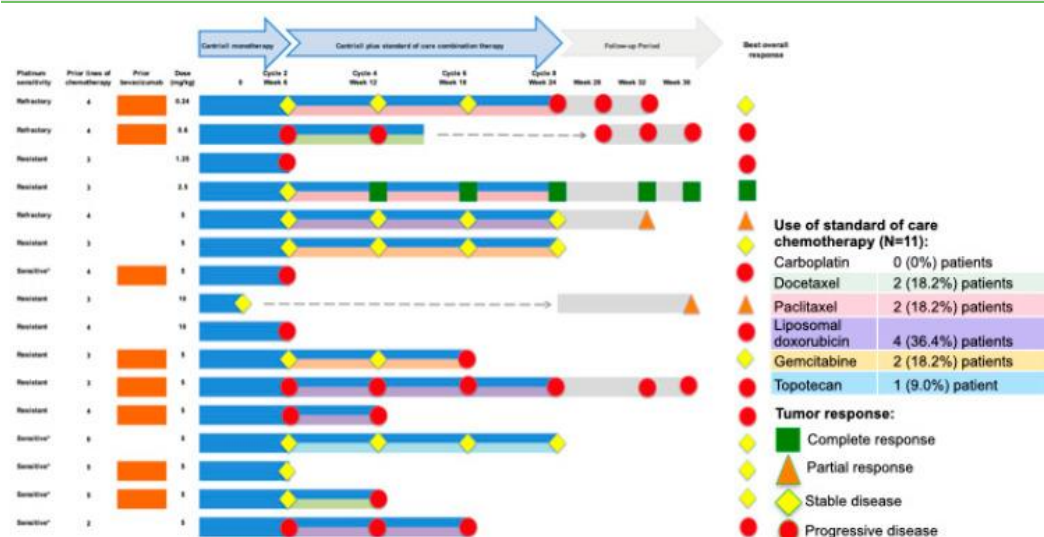 Cantrixil monotherapy Cantrixil plus standard of care combination therapy Follow-up Period Best overall response
Platinum sensitivity Prior lines of chemotherapy Prior bevacizumab Dose (mg/kg) 0 Cycle 2 Week 6 Cycle 4 Week 12 Cycle 6 Week 18 Cycle 8 Week 24 Week 28 Week 32 Week 36
Refractory 4 0.24
Refractory 4 0.6
Resistant 3 1.25
Resistant 3 2.5
Refractory 4 5
Resistant 3 5
Sensitive* 4 5
Resistant 3 10
Resistant 4 10
Resistant 3 5
Resistant 3 5
Resistant 4 5
Sensitive* 5
Sensitive* 5 5
Sensitive* 5 5
Sensitive* 2 5
Use of standard of care
chemotherapy (N=11):
Carboplatin 0 (0%) patients
Docetaxel 2 (18.2%) patients
Paclitaxel 2 (18.2%) patients
Liposomal
doxorubicin 4 (36.4%) patients
Gemcitabine 2 (18.2%) patients
Topotecan 1 (9.0%) patient
Tumor response:
Complete response
Partial response
Stable disease
Progressive disease